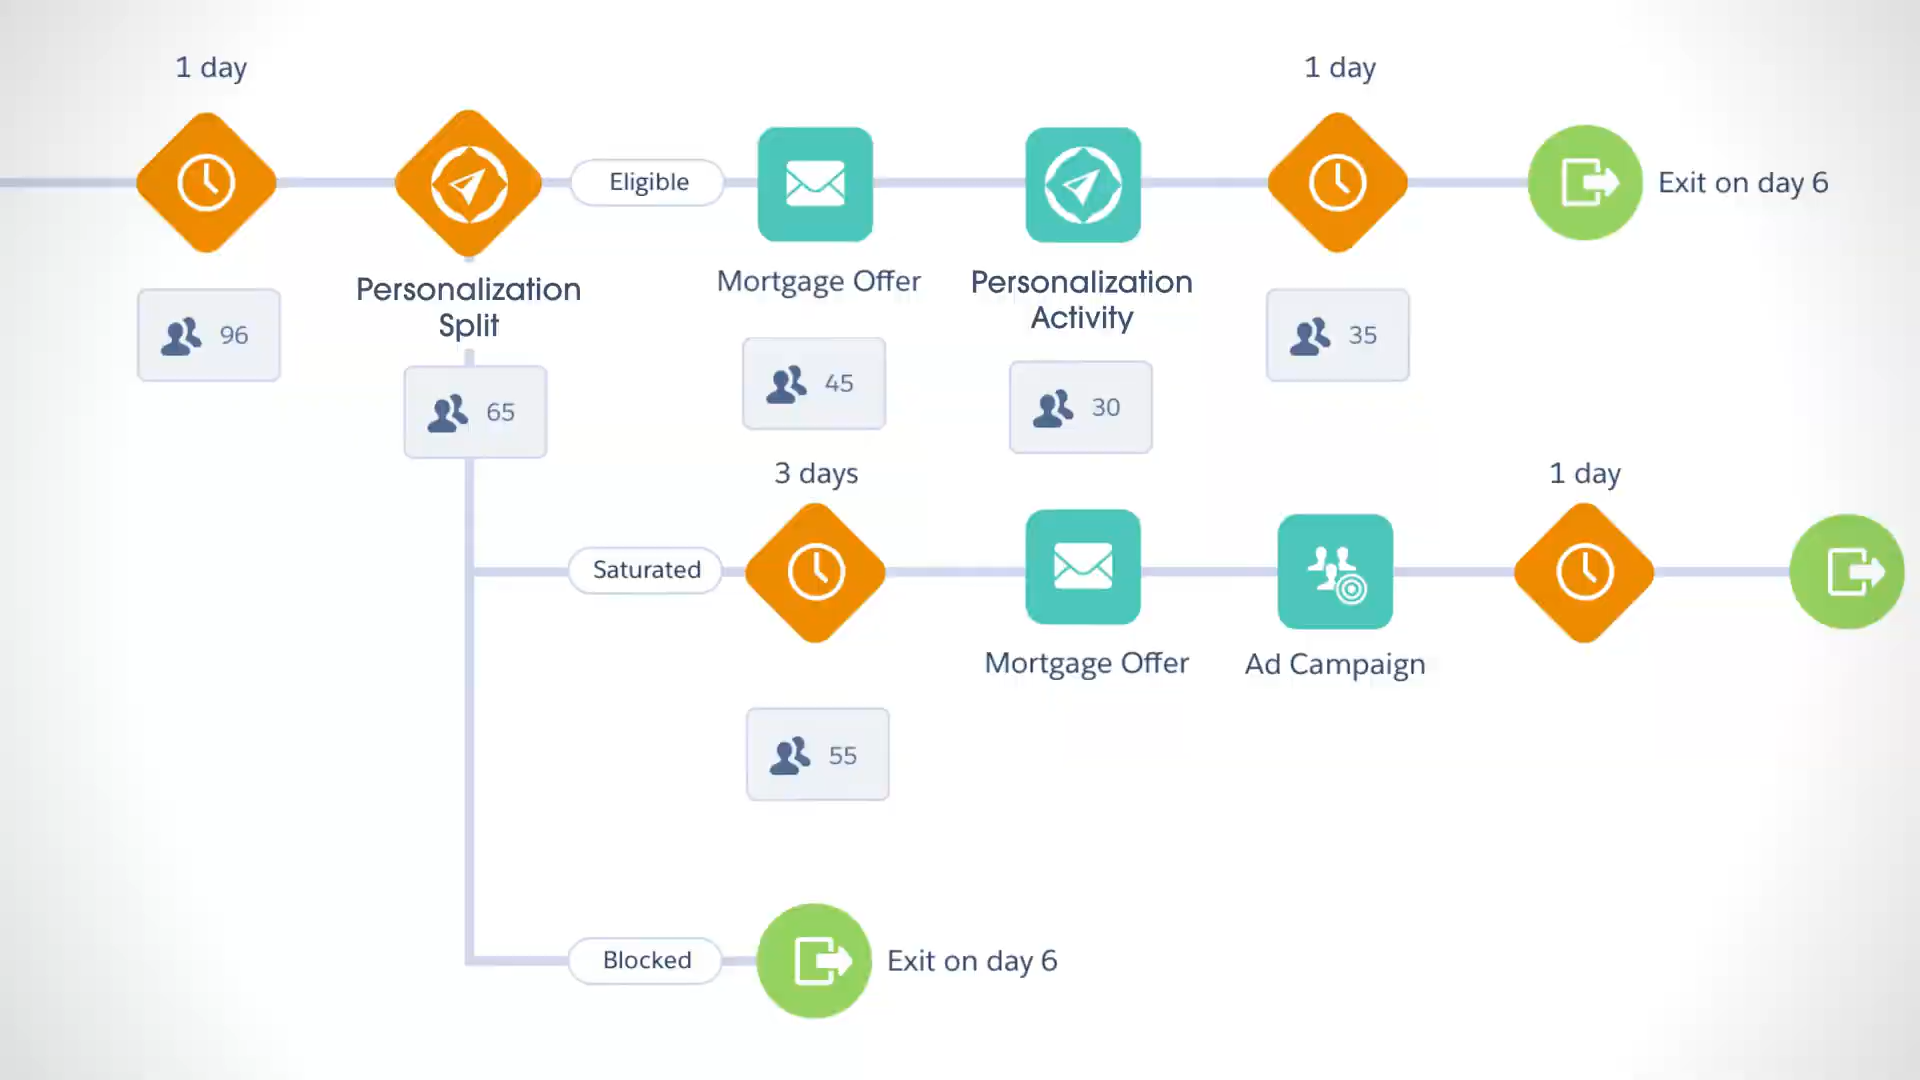 1 day
1 day
Eligible
Exit on day 6
Personalization
Split
Mortgage Offer
Personalization
Activity
96
65
45
30
35
3 days
1 day
Saturated
Mortgage Offer
Ad Campaign
55
Blocked
Exit on day 6